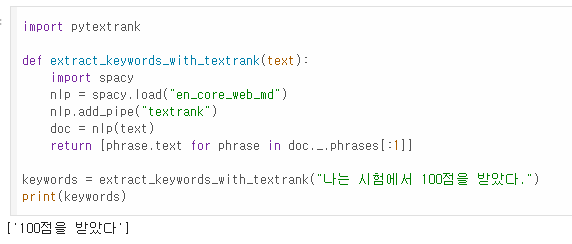 import pytextrank
def extract_keywords_with_textrank(text):
    import spacy
    nlp = spacy.load("en_core_web_md")
    nlp.add_pipe("textrank")
    doc = nlp(text)
    return [phrase.text for phrase in doc._.phrases[:1]]
keywords = extract_keywords_with_textrank("나는 시험에서 100점을 받았다.")
print(keywords)
['100점을 받았다']